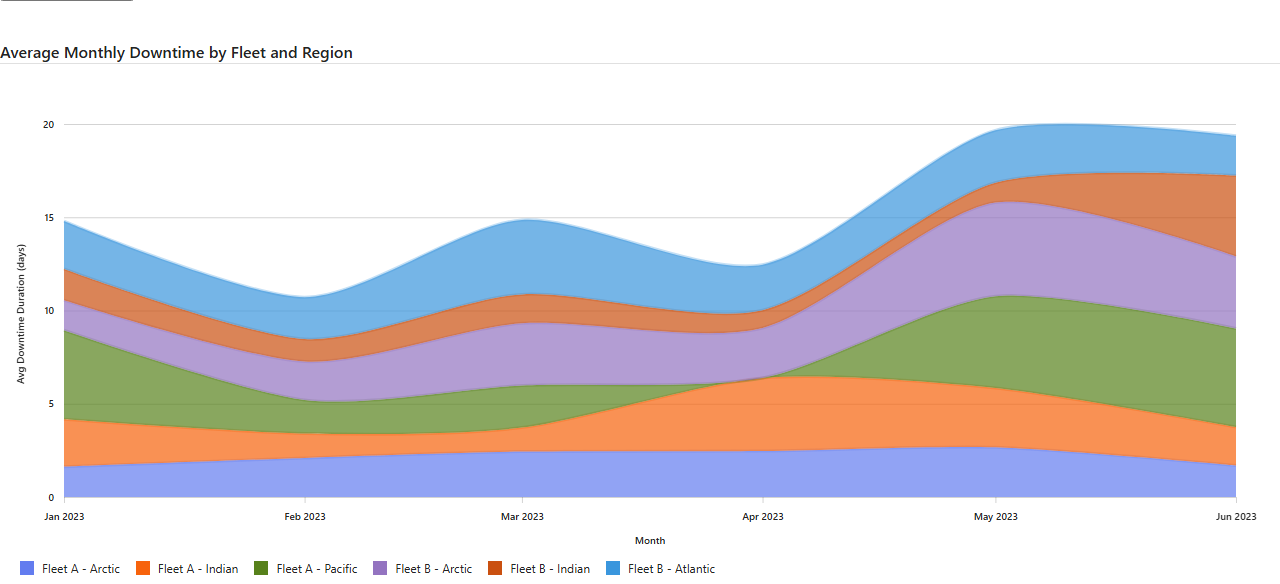 Average Monthly Downtime by Fleet and Region
20
15
10
5
0
Avg Downtime Duration (days)
Jan 2023 Feb 2023 Mar 2023 Apr 2023 May 2023 Jun 2023
Month
Fleet A - Arctic Fleet A - Indian Fleet A - Pacific Fleet B - Arctic Fleet B - Indian Fleet B - Atlantic